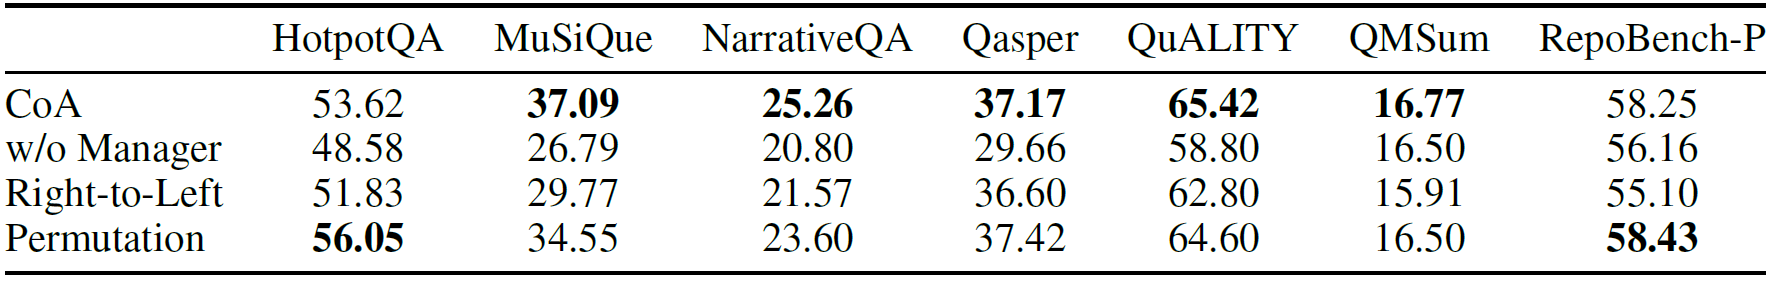 HotpotQA MuSiQue NarrativeQA Qasper QuALITY QMSum RepoBench-P
CoA 53.62 37.09 25.26 37.17 65.42 16.77 58.25
w/o Manager 48.58 26.79 20.80 29.66 58.80 16.50 56.16
Right-to-Left 51.83 29.77 21.57 36.60 62.80 15.91 55.10
Permutation 56.05 34.55 23.60 37.42 64.60 16.50 58.43